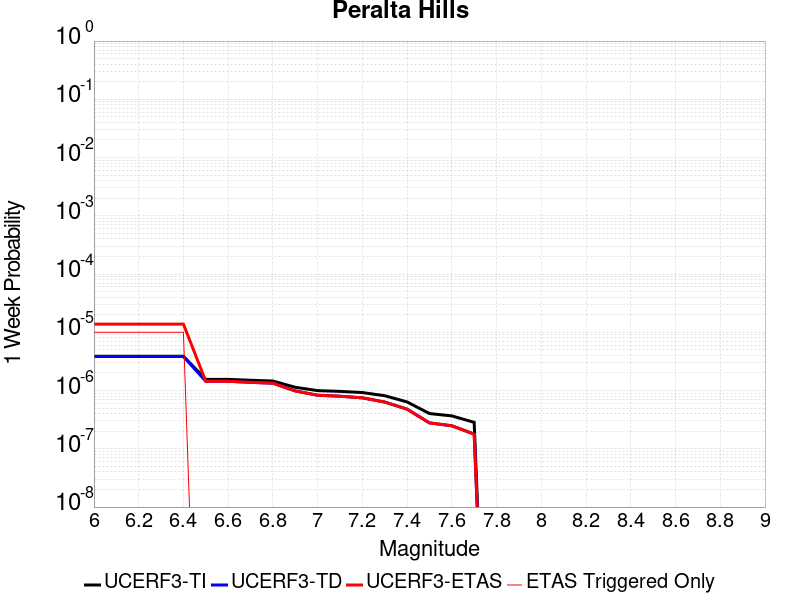 Peralta Hills
1 Week Probability
10^0
10^-1
10^-2
10^-3
10^-4
10^-5
10^-6
10^-7
10^-8
6 6.2 6.4 6.6 6.8 7 7.2 7.4 7.6 7.8 8 8.2 8.4 8.6 8.8 9
Magnitude
UCERF3-TI UCERF3-TD UCERF3-ETAS ETAS Triggered Only